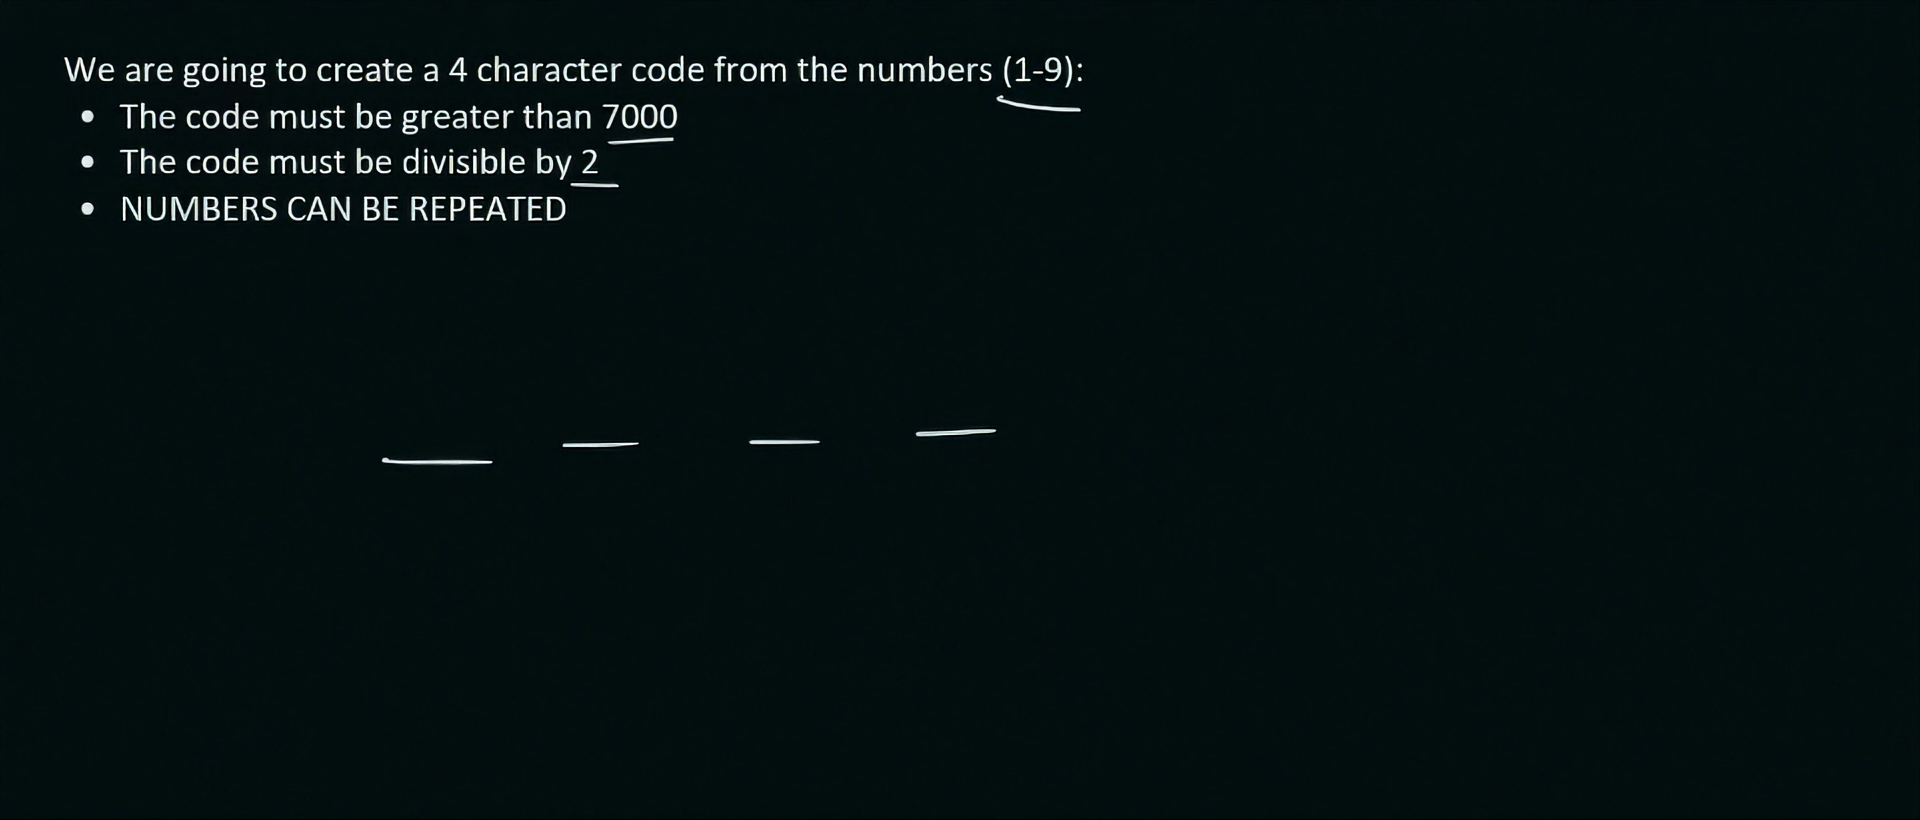 We are going to create a 4 character code from the numbers (1-9):
• The code must be greater than 7000
• The code must be divisible by 2
• NUMBERS CAN BE REPEATED